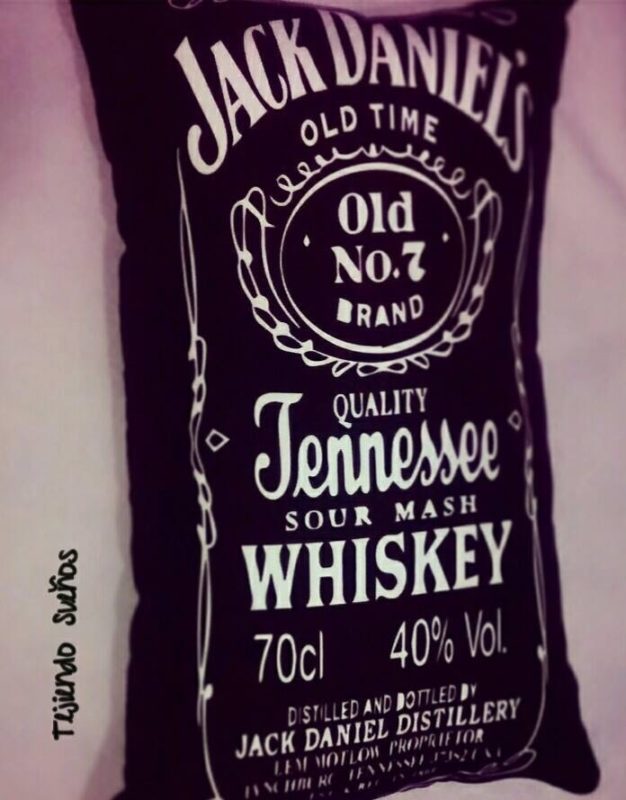 JACK DANIEL'S
OLD TIME
Old
No.7
BRAND
QUALITY
Tennessee
SOUR MASH
WHISKEY
70cl 40% Vol.
DISTILLED AND BOTTLED BY
JACK DANIEL DISTILLERY
LEM MOTLOW PROPRIETOR
Tejiendo Sueños